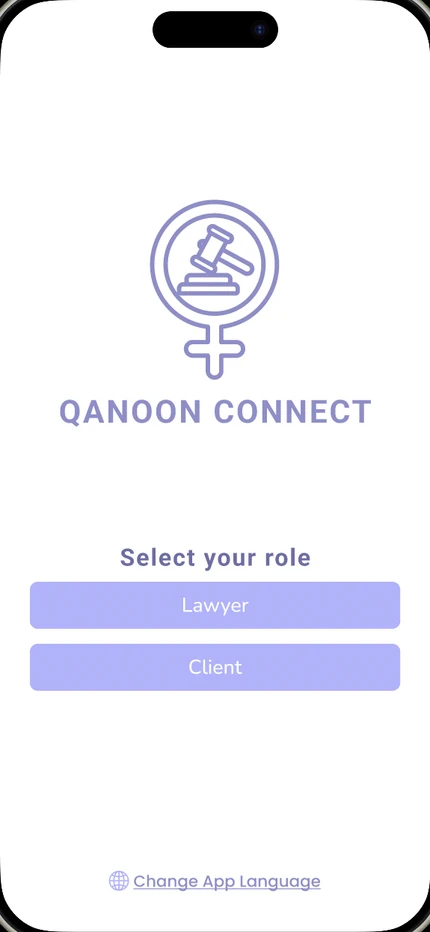 QANOON CONNECT
Select your role
Lawyer
Client
Change App Language